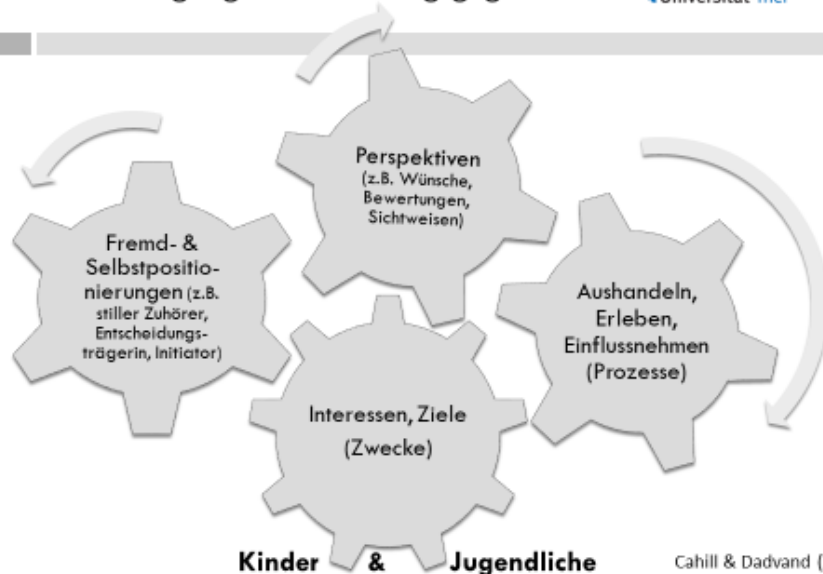 Universität Trier
Perspektiven
(z.B. Wünsche,
Bewertungen,
Sichtweisen)
Fremd- &
Selbstpositio-
nierungen (z.B.
stiller Zuhörer,
Entscheidungs-
trägerin, Initiator)
Aushandeln,
Erleben,
Einflussnehmen
(Prozesse)
Interessen, Ziele
(Zwecke)
Kinder & Jugendliche
Cahill & Dadvand (